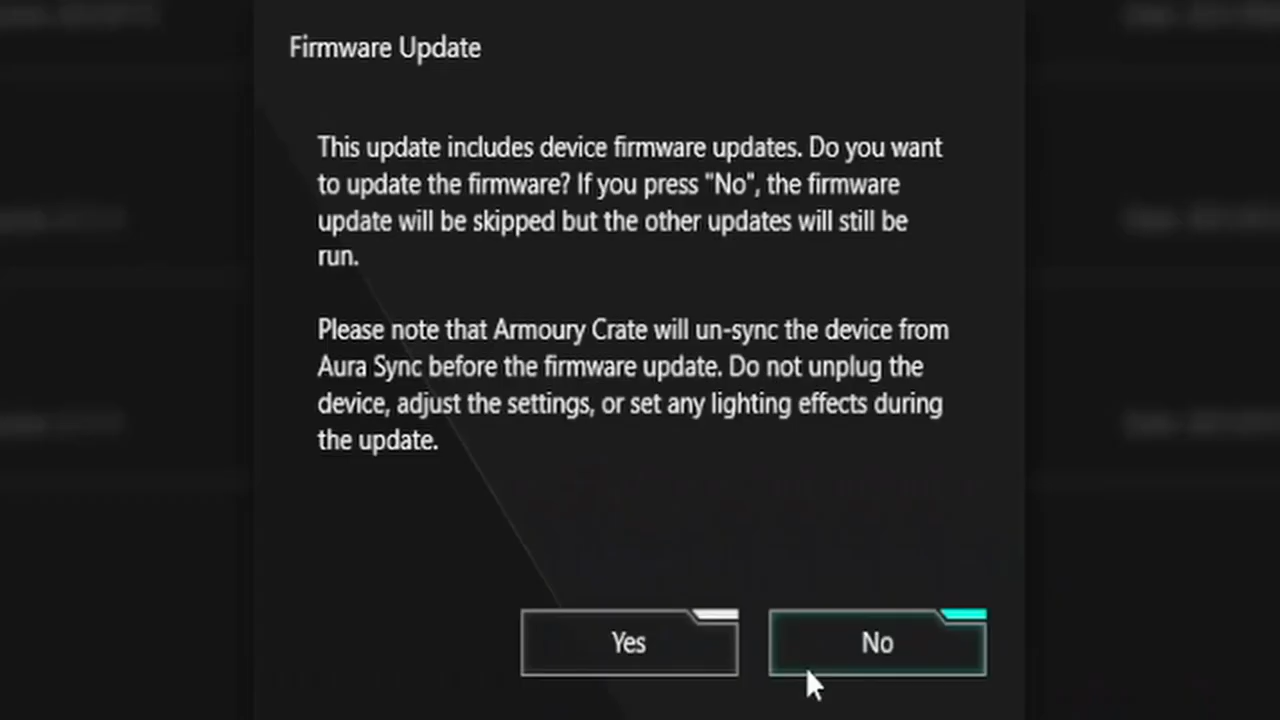 Firmware Update
This update includes device firmware updates. Do you want
to update the firmware? If you press "No", the firmware
update will be skipped but the other updates will still be
run.
Please note that Armoury Crate will un-sync the device from
Aura Sync before the firmware update. Do not unplug the
device, adjust the settings, or set any lighting effects during
the update.
Yes
No